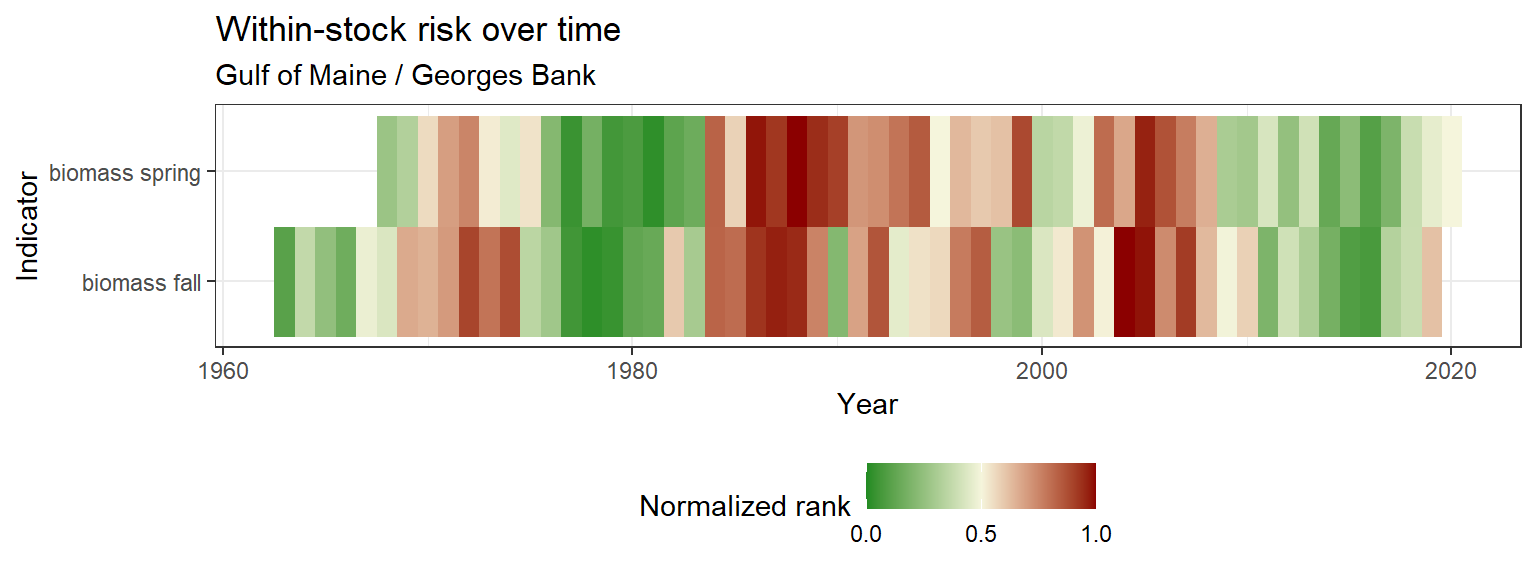 Within-stock risk over time
Gulf of Maine / Georges Bank
Indicator
biomass spring
biomass fall
1960 1980 2000 2020
Year
Normalized rank
0.0 0.5 1.0